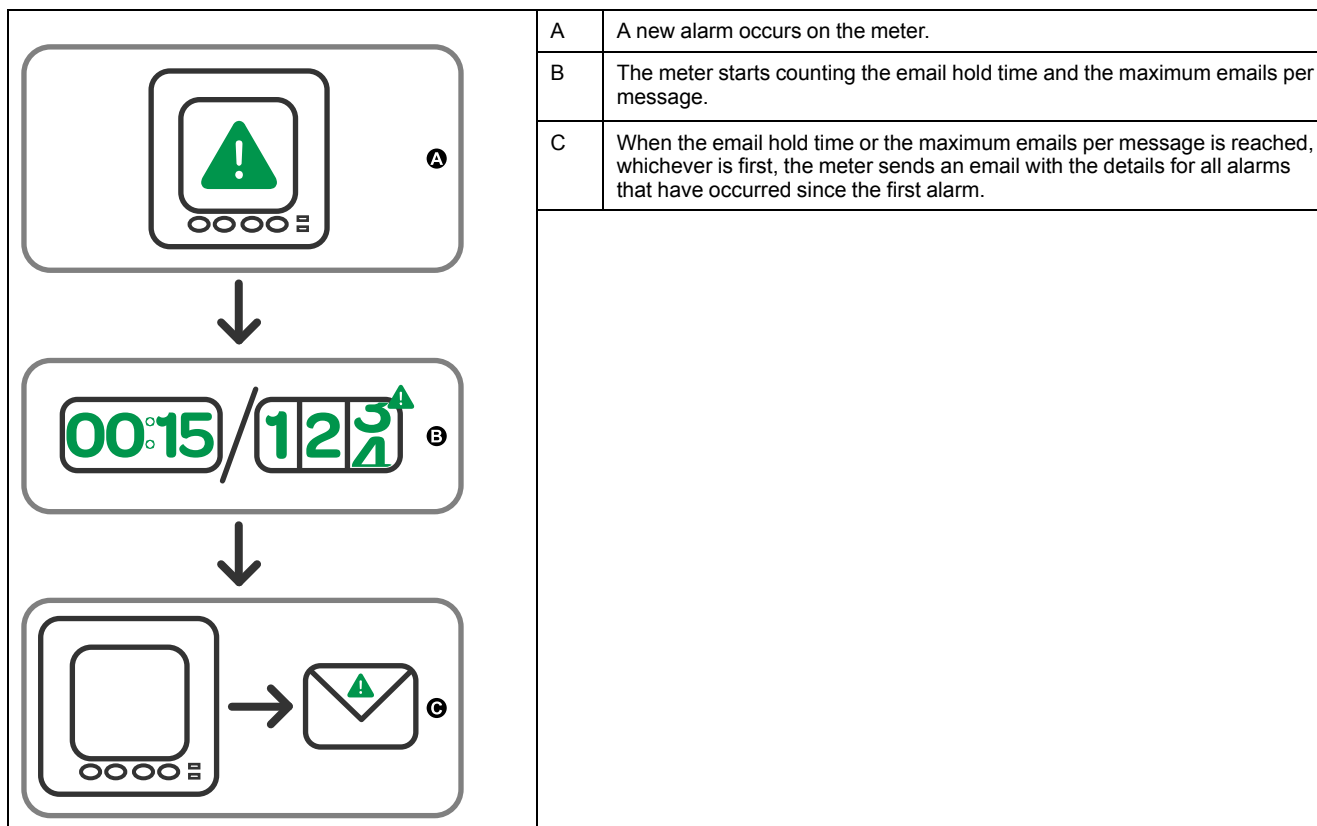 A A new alarm occurs on the meter.
B The meter starts counting the email hold time and the maximum emails per
message.
C When the email hold time or the maximum emails per message is reached,
whichever is first, the meter sends an email with the details for all alarms
that have occurred since the first alarm.
!
A
00:15/12 3 !
4
B
!
C